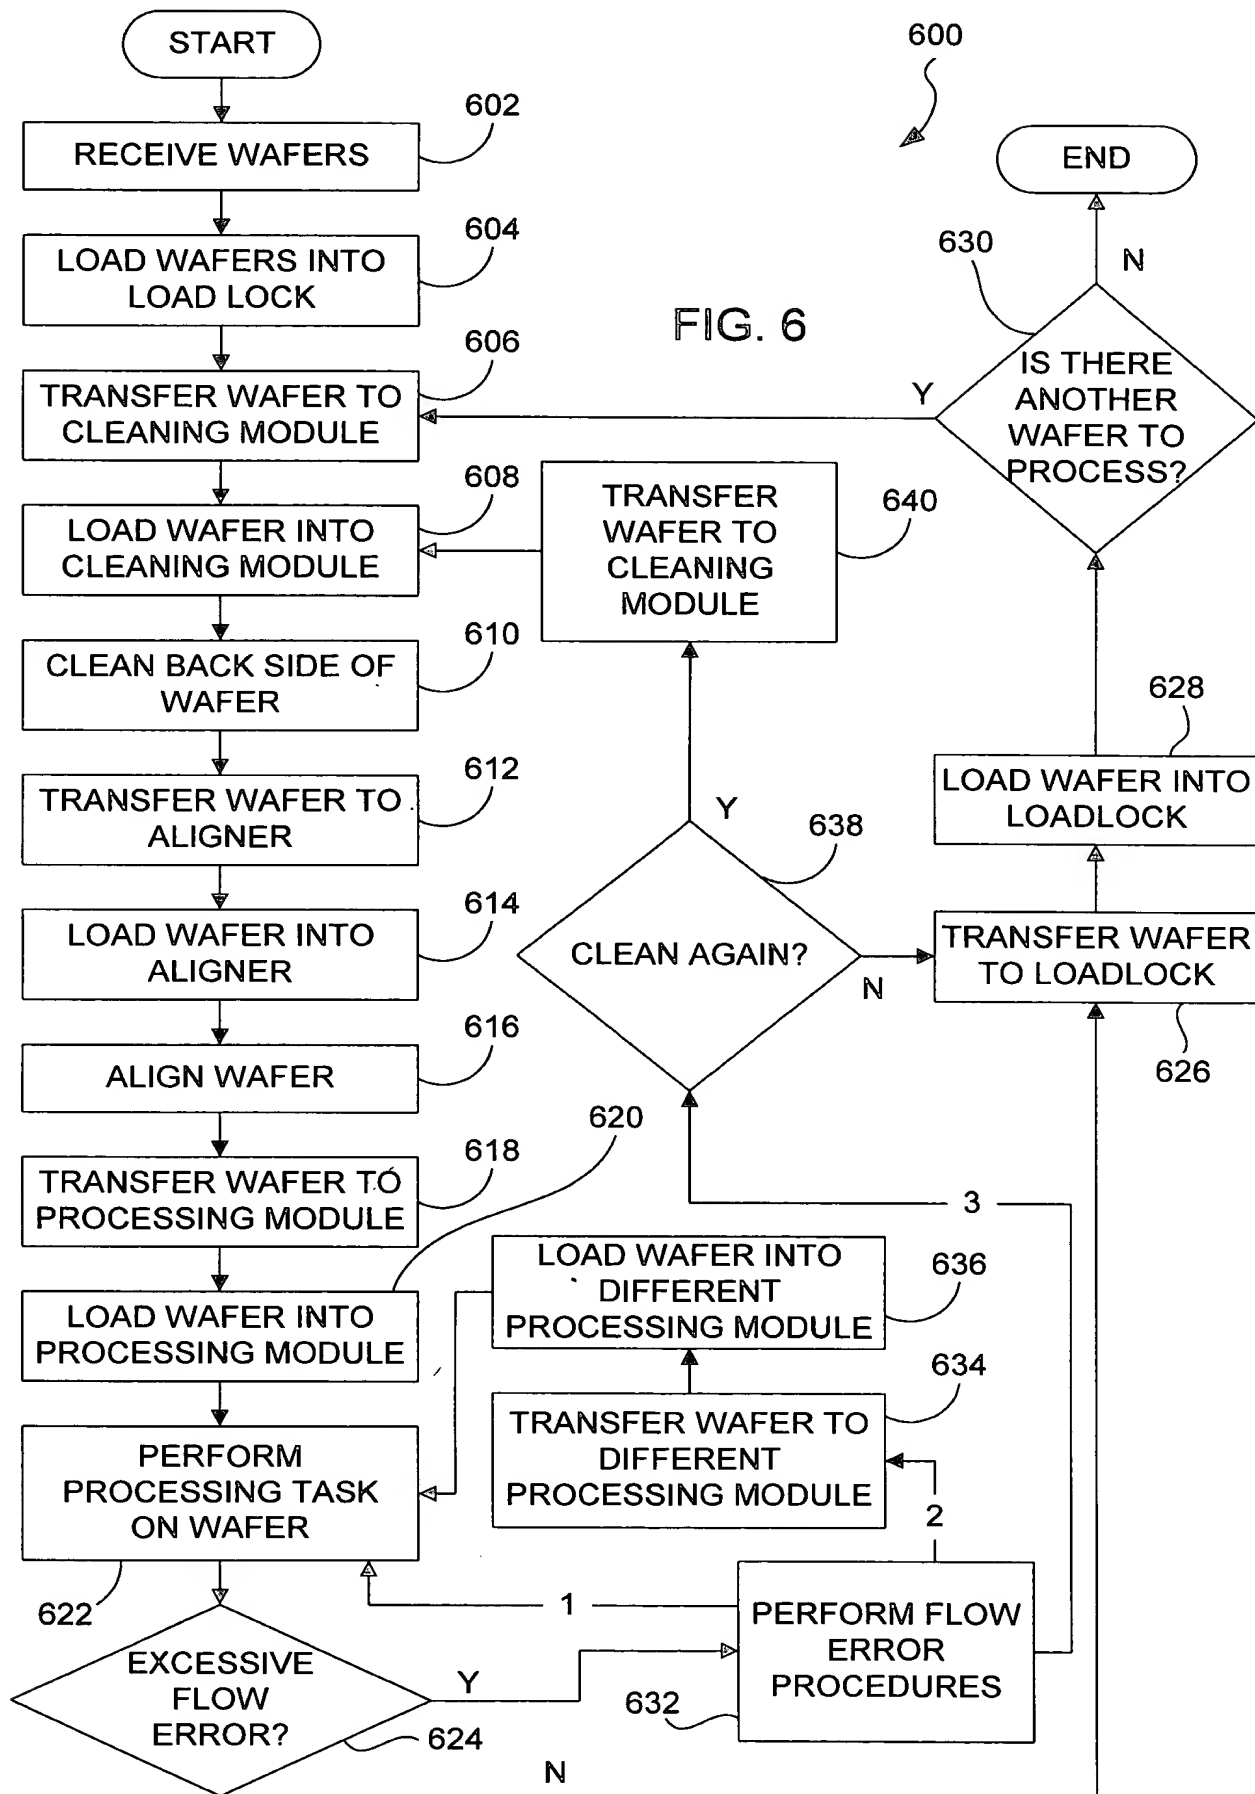 START
600
602
RECEIVE WAFERS
END
604
LOAD WAFERS INTO
LOAD LOCK
630
N
FIG. 6
606
TRANSFER WAFER TO
CLEANING MODULE
Y
IS THERE
ANOTHER
WAFER TO
PROCESS?
608
LOAD WAFER INTO
CLEANING MODULE
TRANSFER
WAFER TO
CLEANING
MODULE
640
610
CLEAN BACK SIDE OF
WAFER
628
612
TRANSFER WAFER TO
ALIGNER
Y
638
LOAD WAFER INTO
LOADLOCK
614
LOAD WAFER INTO
ALIGNER
CLEAN AGAIN?
N
TRANSFER WAFER
TO LOADLOCK
626
616
ALIGN WAFER
620
618
TRANSFER WAFER TO
PROCESSING MODULE
3
LOAD WAFER INTO
DIFFERENT
PROCESSING MODULE
636
LOAD WAFER INTO
PROCESSING MODULE
634
TRANSFER WAFER TO
DIFFERENT
PROCESSING MODULE
PERFORM
PROCESSING TASK
ON WAFER
2
622
1
PERFORM FLOW
ERROR
PROCEDURES
632
EXCESSIVE
FLOW
ERROR?
Y
624
N